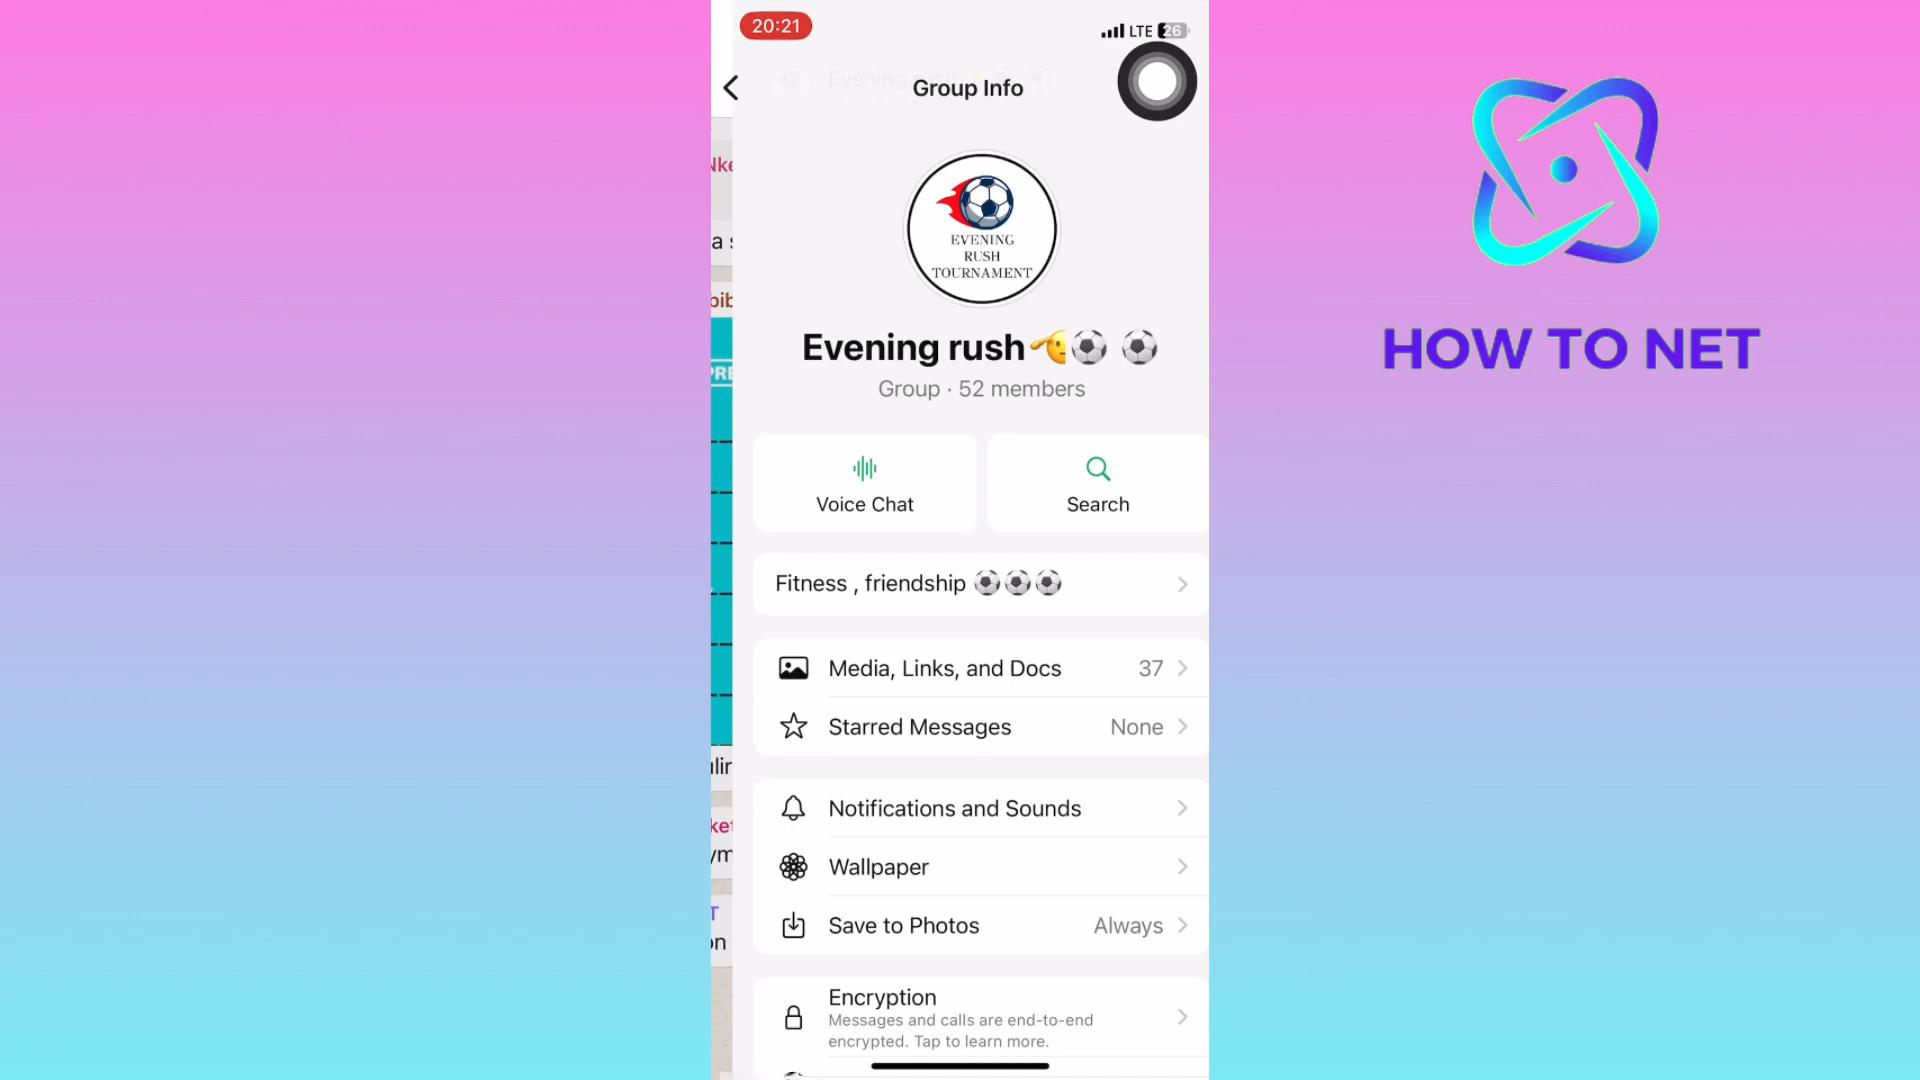 20:21
LTE 26
Group Info
EVENING
RUSH
TOURNAMENT
Evening rush🫡⚽ ⚽
Group · 52 members
Voice Chat
Search
Fitness , friendship ⚽⚽⚽
Media, Links, and Docs 37
Starred Messages None
Notifications and Sounds
Wallpaper
Save to Photos Always
Encryption
Messages and calls are end-to-end
encrypted. Tap to learn more.
HOW TO NET